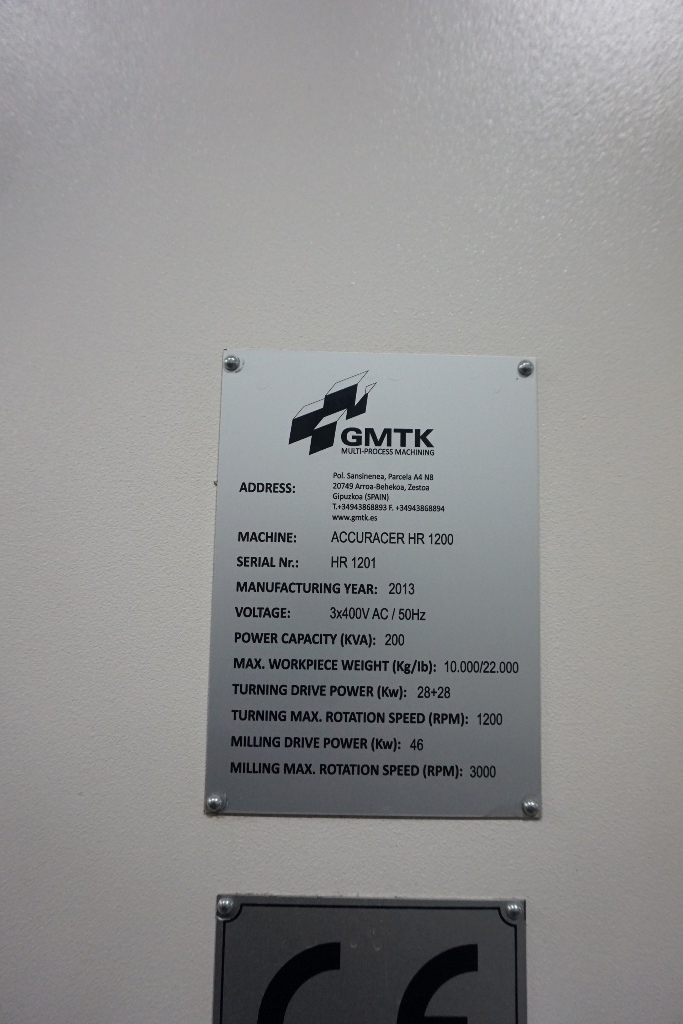 GMTK
MULTI-PROCESS MACHINING
ADDRESS: Pol. Sansinenea, Parcela A4 N8
20749 Arroa-Behekoa, Zestoa
Gipuzkoa (SPAIN)
T.+34943868893 F. +34943868894
www.gmtk.es
MACHINE: ACCURACER HR 1200
SERIAL Nr.: HR 1201
MANUFACTURING YEAR: 2013
VOLTAGE: 3x400V AC / 50Hz
POWER CAPACITY (KVA): 200
MAX. WORKPIECE WEIGHT (Kg/lb): 10.000/22.000
TURNING DRIVE POWER (Kw): 28+28
TURNING MAX. ROTATION SPEED (RPM): 1200
MILLING DRIVE POWER (Kw): 46
MILLING MAX. ROTATION SPEED (RPM): 3000
CE